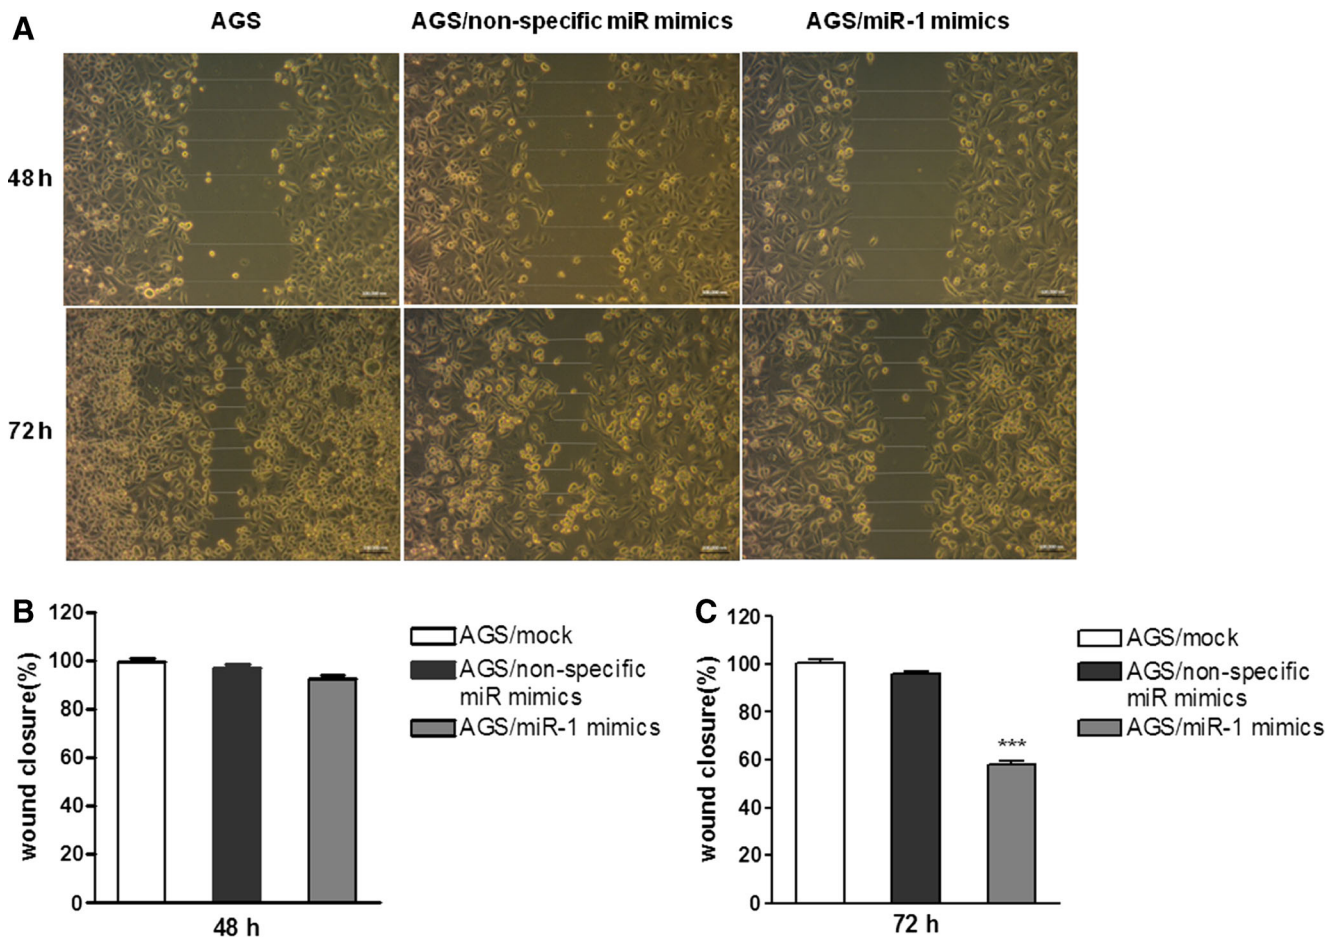 A
AGS
AGS/non-specific miR mimics
AGS/miR-1 mimics
48 h
72 h
B
wound closure(%)
120
100
80
60
40
20
0
48 h
AGS/mock
AGS/non-specific
miR mimics
AGS/miR-1 mimics
C
wound closure(%)
120
100
80
60
40
20
0
***
72 h
AGS/mock
AGS/non-specific
miR mimics
AGS/miR-1 mimics